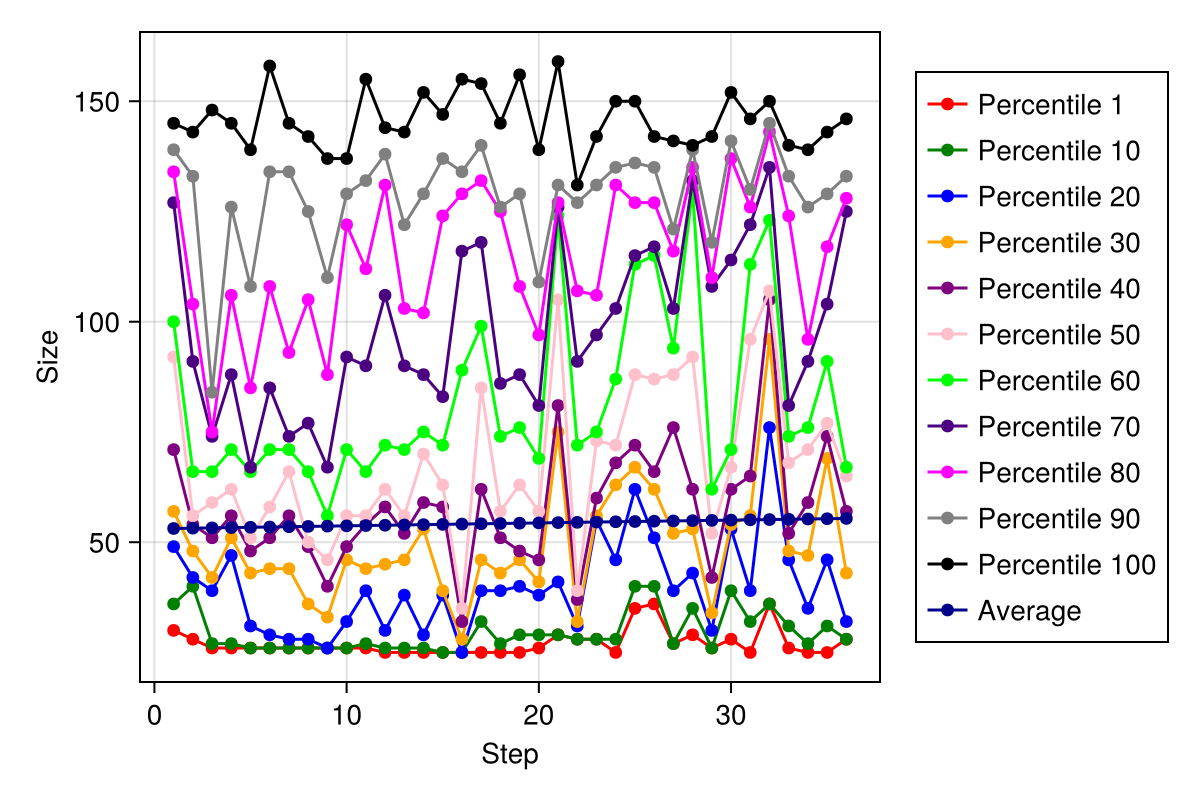 150
100
50
Size
0
10
20
30
Step
Percentile 1
Percentile 10
Percentile 20
Percentile 30
Percentile 40
Percentile 50
Percentile 60
Percentile 70
Percentile 80
Percentile 90
Percentile 100
Average